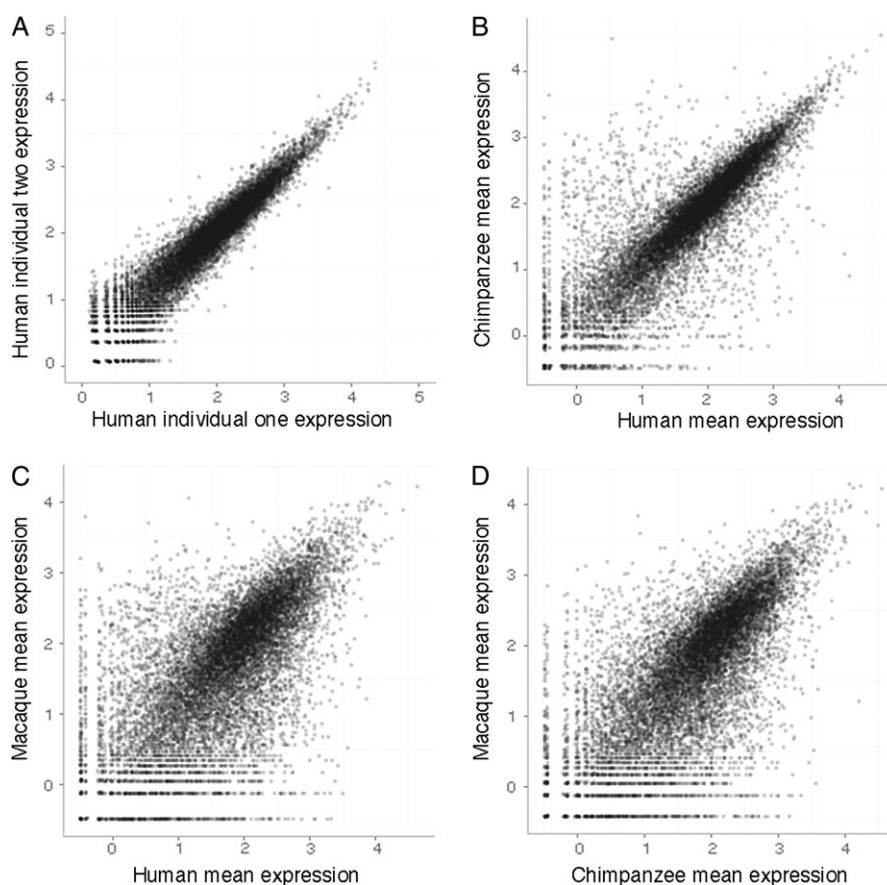 A
5
4
3
2
1
0
Human individual two expression
0 1 2 3 4 5
Human individual one expression
B
4
3
2
1
0
Chimpanzee mean expression
0 1 2 3 4
Human mean expression
C
4
3
2
1
0
Macaque mean expression
0 1 2 3 4
Human mean expression
D
4
3
2
1
0
Macaque mean expression
0 1 2 3 4
Chimpanzee mean expression